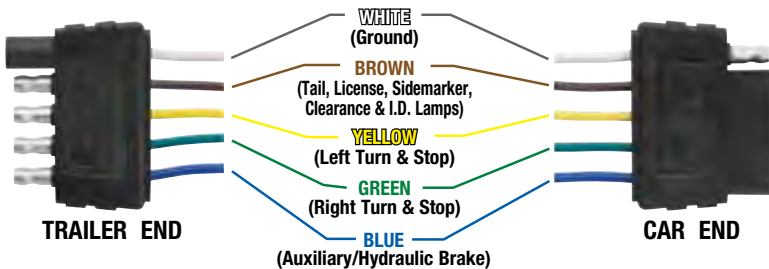 WHITE
(Ground)
BROWN
(Tail, License, Sidemarker,
Clearance & I.D. Lamps)
YELLOW
(Left Turn & Stop)
GREEN
(Right Turn & Stop)
BLUE
(Auxiliary/Hydraulic Brake)
TRAILER END
CAR END